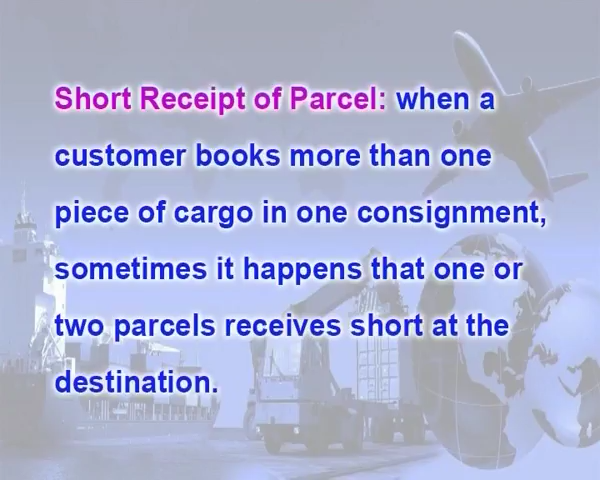 Short Receipt of Parcel: when a
customer books more than one
piece of cargo in one consignment,
sometimes it happens that one or
two parcels receives short at the
destination.